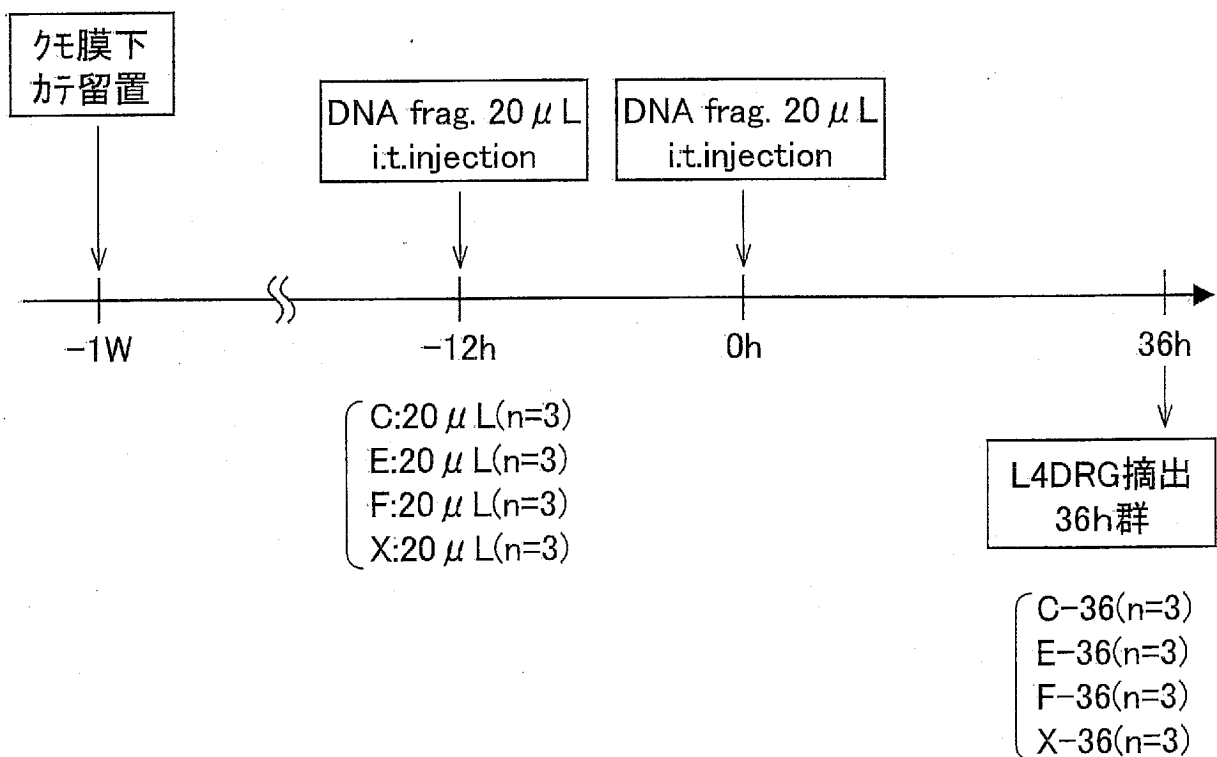 クモ膜下
カテ留置
DNA frag. 20 μ L
i.t.injection
DNA frag. 20 μ L
i.t.injection
-1W
-12h
0h
36h
C:20 μ L(n=3)
E:20 μ L(n=3)
F:20 μ L(n=3)
X:20 μ L(n=3)
L4DRG摘出
36h群
C-36(n=3)
E-36(n=3)
F-36(n=3)
X-36(n=3)